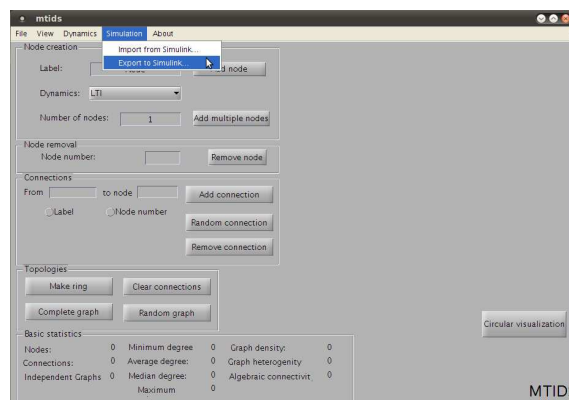 mtids
File View Dynamics Simulation About
Import from Simulink...
Export to Simulink...
Node creation
Label:
Dynamics: LTI
Number of nodes: 1 Add multiple nodes
Node removal
Node number: Remove node
Connections
From to node Add connection
Label Node number
Random connection
Remove connection
Topologies
Make ring Clear connections
Complete graph Random graph
Circular visualization
Basic statistics
Nodes: 0 Minimum degree 0 Graph density: 0
Connections: 0 Average degree: 0 Graph heterogenity 0
Independent Graphs 0 Median degree: 0 Algebraic connectivit 0
Maximum 0
MTID